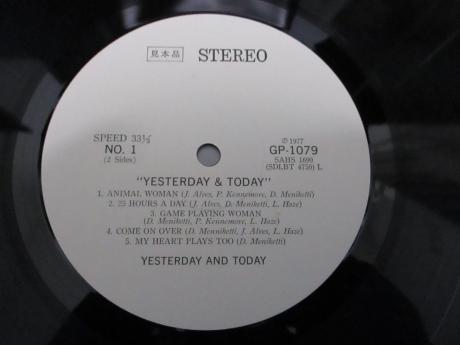 見本品 STEREO
SPEED 33⅓
NO. 1
(2 Sides)
℗ 1977
GP-1079
SAHS 1690
(SDLBT 4750) L
"YESTERDAY & TODAY"
1. ANIMAL WOMAN (J. Alves, P. Kennemore, D. Meniketti)
2. 25 HOURS A DAY (J. Alves, D. Meniketti, L. Haze)
3. GAME PLAYING WOMAN
(D. Meniketti, P. Kennemore, L. Haze)
4. COME ON OVER (D. Menniketti, J. Alves, L. Haze)
5. MY HEART PLAYS TOO (D. Meniketti)
YESTERDAY AND TODAY